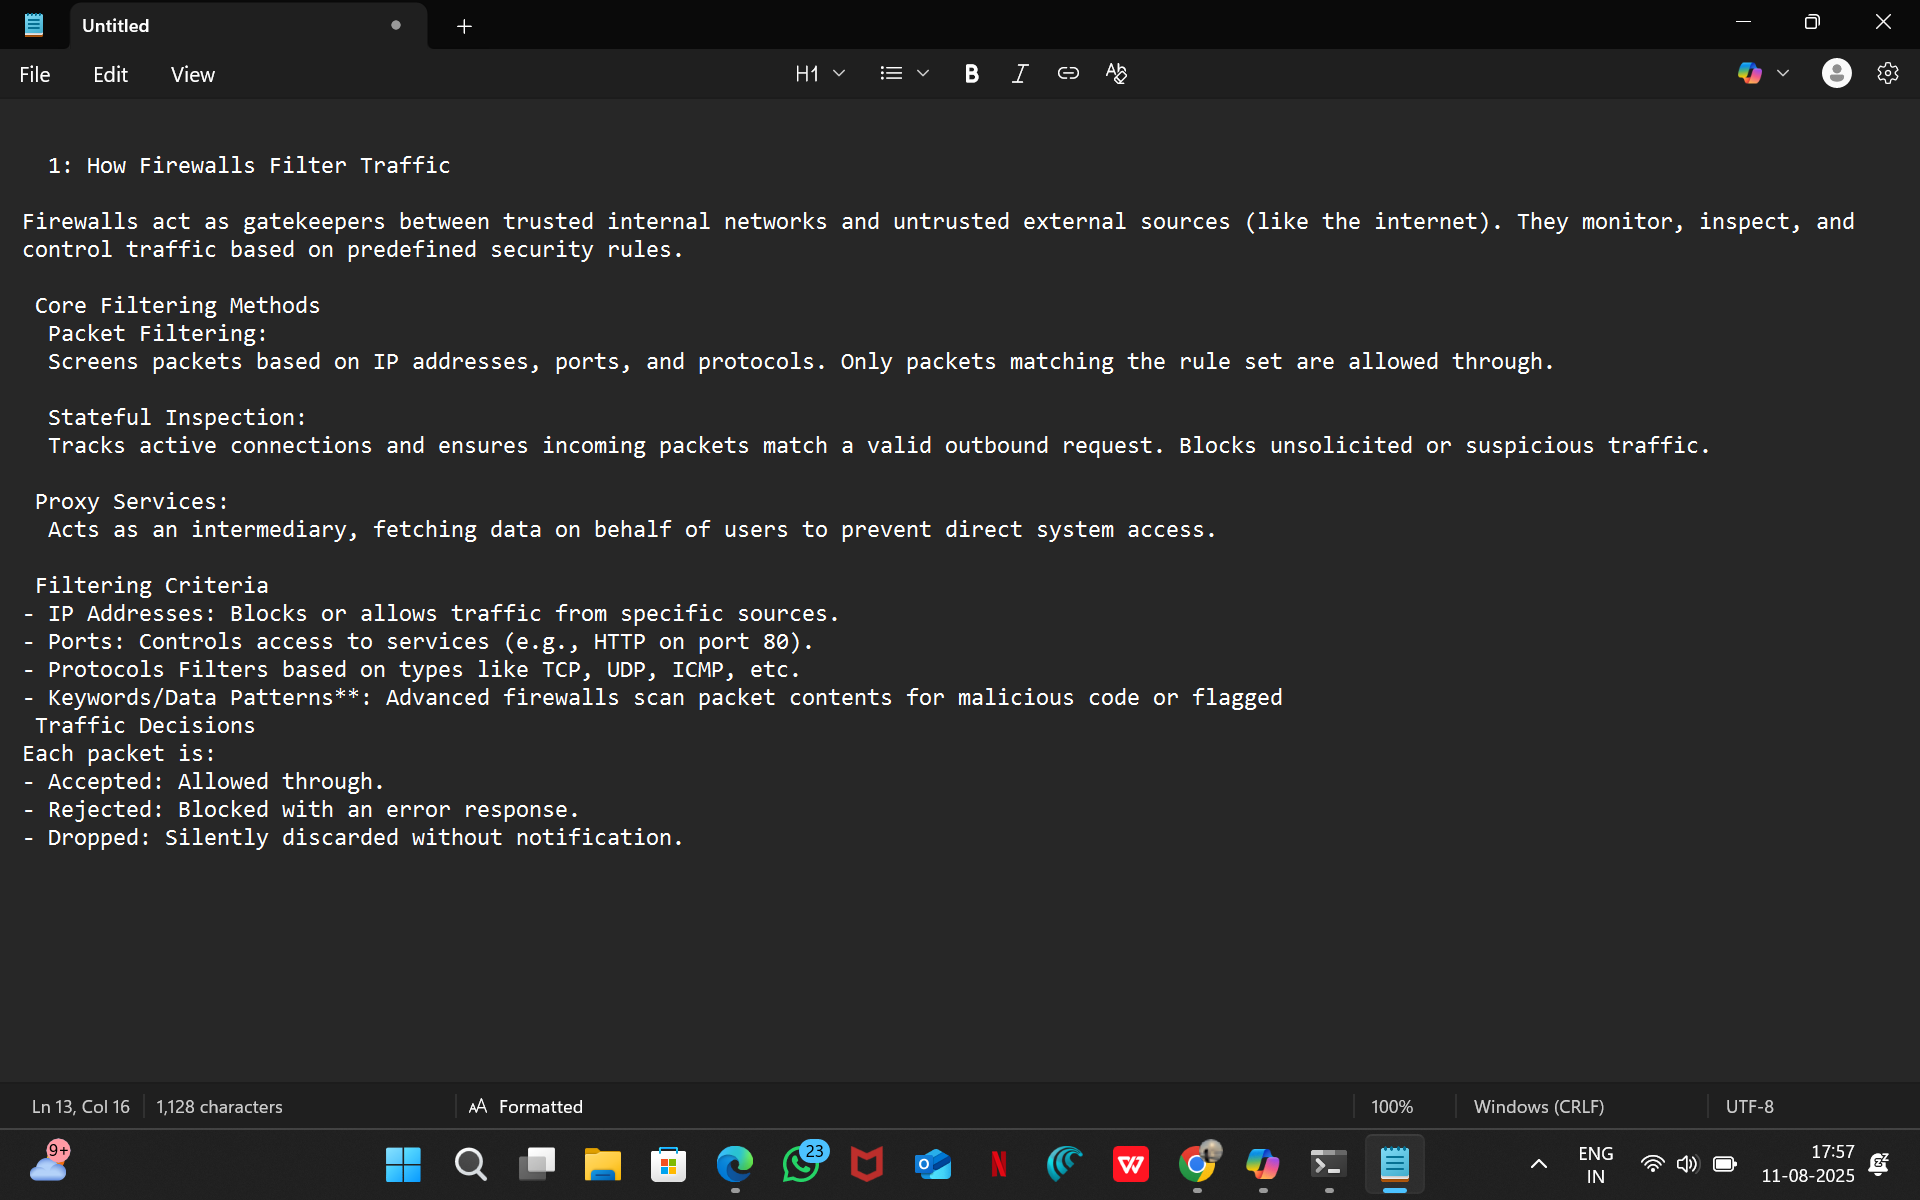 Untitled
File Edit View H1 B I
1: How Firewalls Filter Traffic
Firewalls act as gatekeepers between trusted internal networks and untrusted external sources (like the internet). They monitor, inspect, and
control traffic based on predefined security rules.
Core Filtering Methods
Packet Filtering:
Screens packets based on IP addresses, ports, and protocols. Only packets matching the rule set are allowed through.
Stateful Inspection:
Tracks active connections and ensures incoming packets match a valid outbound request. Blocks unsolicited or suspicious traffic.
Proxy Services:
Acts as an intermediary, fetching data on behalf of users to prevent direct system access.
Filtering Criteria
- IP Addresses: Blocks or allows traffic from specific sources.
- Ports: Controls access to services (e.g., HTTP on port 80).
- Protocols Filters based on types like TCP, UDP, ICMP, etc.
- Keywords/Data Patterns**: Advanced firewalls scan packet contents for malicious code or flagged
Traffic Decisions
Each packet is:
- Accepted: Allowed through.
- Rejected: Blocked with an error response.
- Dropped: Silently discarded without notification.
Ln 13, Col 16 1,128 characters Formatted 100% Windows (CRLF) UTF-8
9+ 23 ENG 17:57
IN 11-08-2025